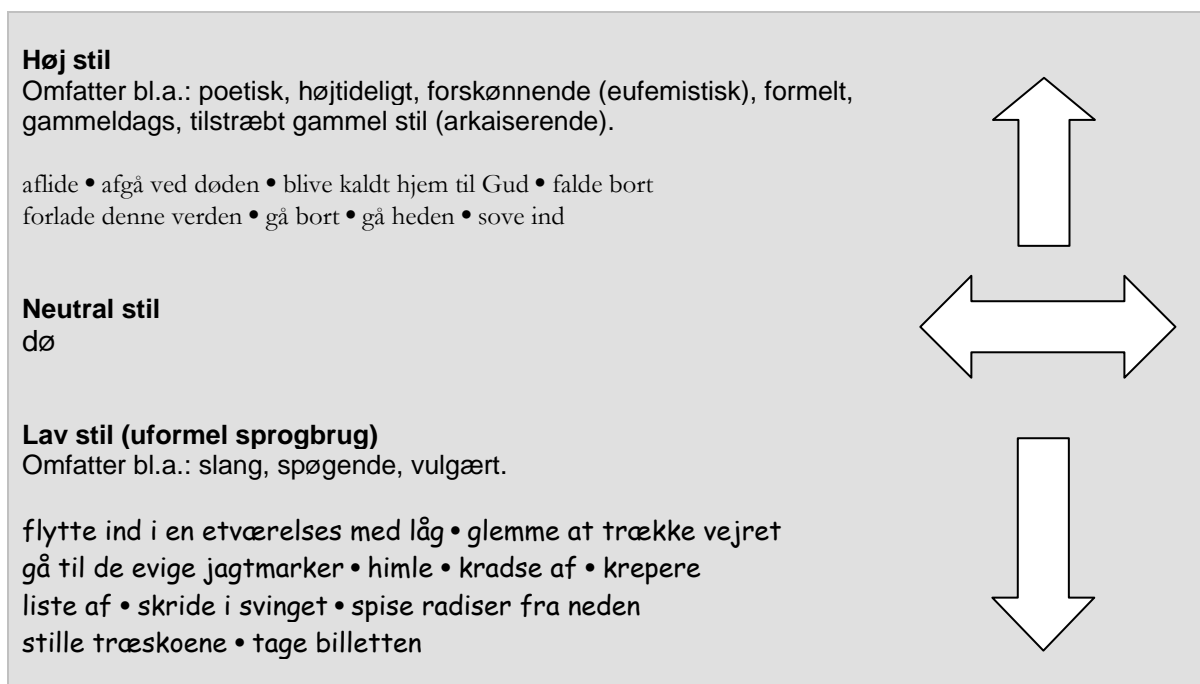 Høj stil
Omfatter bl.a.: poetisk, højtideligt, forskønnende (eufemistisk), formelt,
gammeldags, tilstræbt gammel stil (arkaiserende).
aflide • afgå ved døden • blive kaldt hjem til Gud • falde bort
forlade denne verden • gå bort • gå heden • sove ind
Neutral stil
dø
Lav stil (uformel sprogbrug)
Omfatter bl.a.: slang, spøgende, vulgært.
flytte ind i en etværelses med låg • glemme at trække vejret
gå til de evige jagtmarker • himle • kradse af • krepere
liste af • skride i svinget • spise radiser fra neden
stille træskoene • tage billetten